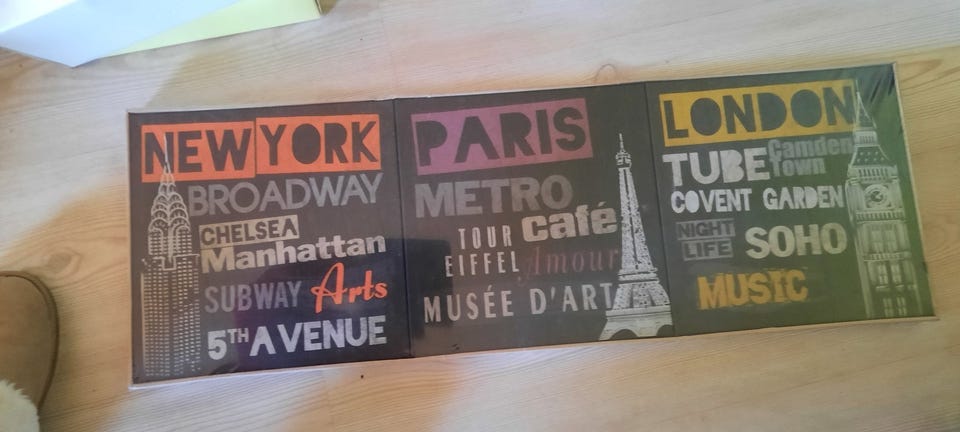 NEW YORK
BROADWAY
CHELSEA
Manhattan
SUBWAY Arts
5TH AVENUE
PARIS
METRO
TOUR café
EIFFEL Amour
MUSÉE D'ART
LONDON
TUBE Camden Town
COVENT GARDEN
NIGHT LIFE SOHO
MUSIC